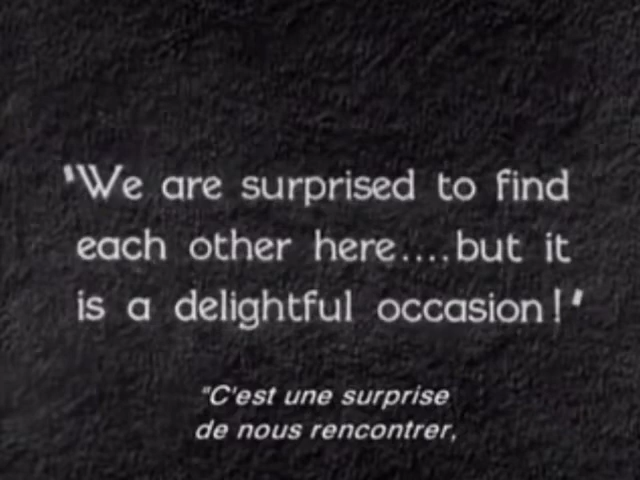 "We are surprised to find
each other here....but it
is a delightful occasion!"
"C'est une surprise
de nous rencontrer,